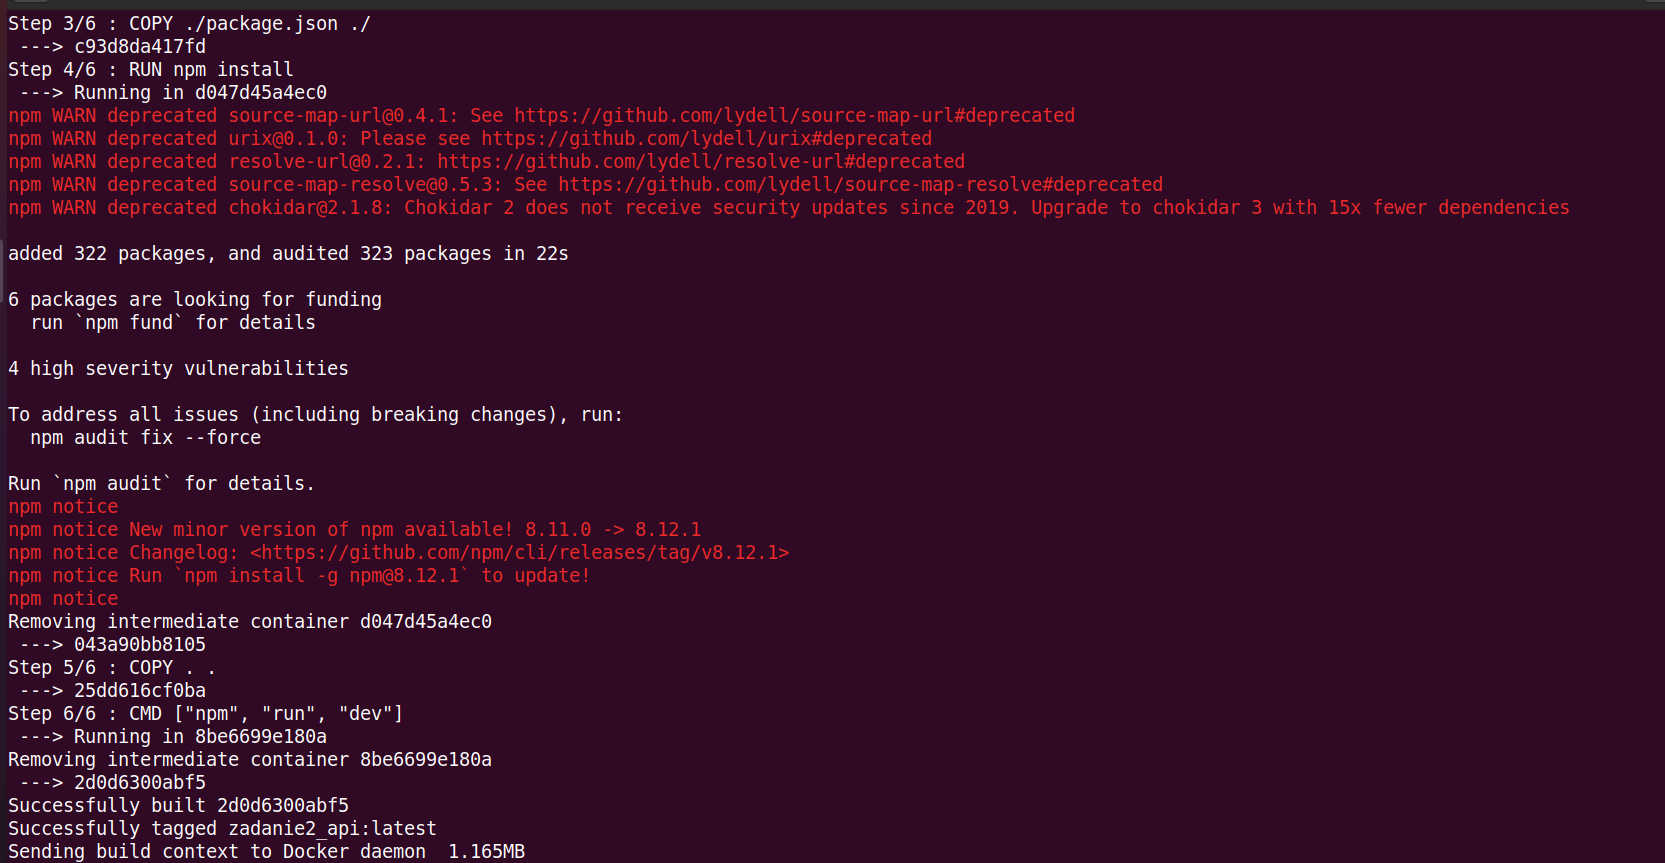 Step 3/6 : COPY ./package.json ./
 ---> c93d8da417fd
Step 4/6 : RUN npm install
 ---> Running in d047d45a4ec0
npm WARN deprecated source-map-url@0.4.1: See https://github.com/lydell/source-map-url#deprecated
npm WARN deprecated urix@0.1.0: Please see https://github.com/lydell/urix#deprecated
npm WARN deprecated resolve-url@0.2.1: https://github.com/lydell/resolve-url#deprecated
npm WARN deprecated source-map-resolve@0.5.3: See https://github.com/lydell/source-map-resolve#deprecated
npm WARN deprecated chokidar@2.1.8: Chokidar 2 does not receive security updates since 2019. Upgrade to chokidar 3 with 15x fewer dependencies
added 322 packages, and audited 323 packages in 22s
6 packages are looking for funding
  run `npm fund` for details
4 high severity vulnerabilities
To address all issues (including breaking changes), run:
  npm audit fix --force
Run `npm audit` for details.
npm notice
npm notice New minor version of npm available! 8.11.0 -> 8.12.1
npm notice Changelog: <https://github.com/npm/cli/releases/tag/v8.12.1>
npm notice Run `npm install -g npm@8.12.1` to update!
npm notice
Removing intermediate container d047d45a4ec0
 ---> 043a90bb8105
Step 5/6 : COPY . .
 ---> 25dd616cf0ba
Step 6/6 : CMD ["npm", "run", "dev"]
 ---> Running in 8be6699e180a
Removing intermediate container 8be6699e180a
 ---> 2d0d6300abf5
Successfully built 2d0d6300abf5
Successfully tagged zadanie2_api:latest
Sending build context to Docker daemon  1.165MB